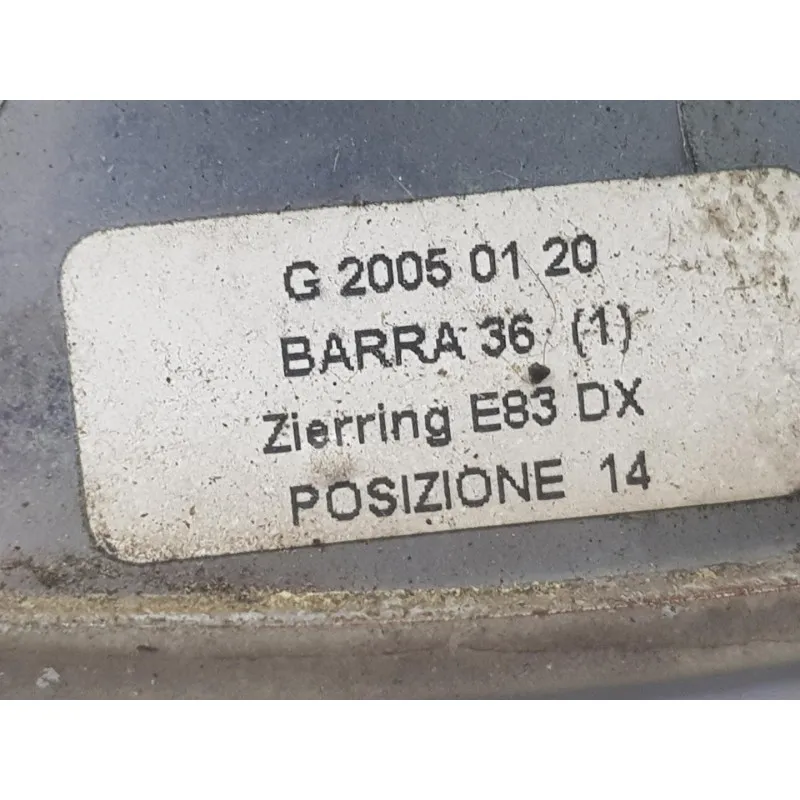 G 2005 01 20
BARRA 36 (1)
Zierring E83 DX
POSIZIONE 14